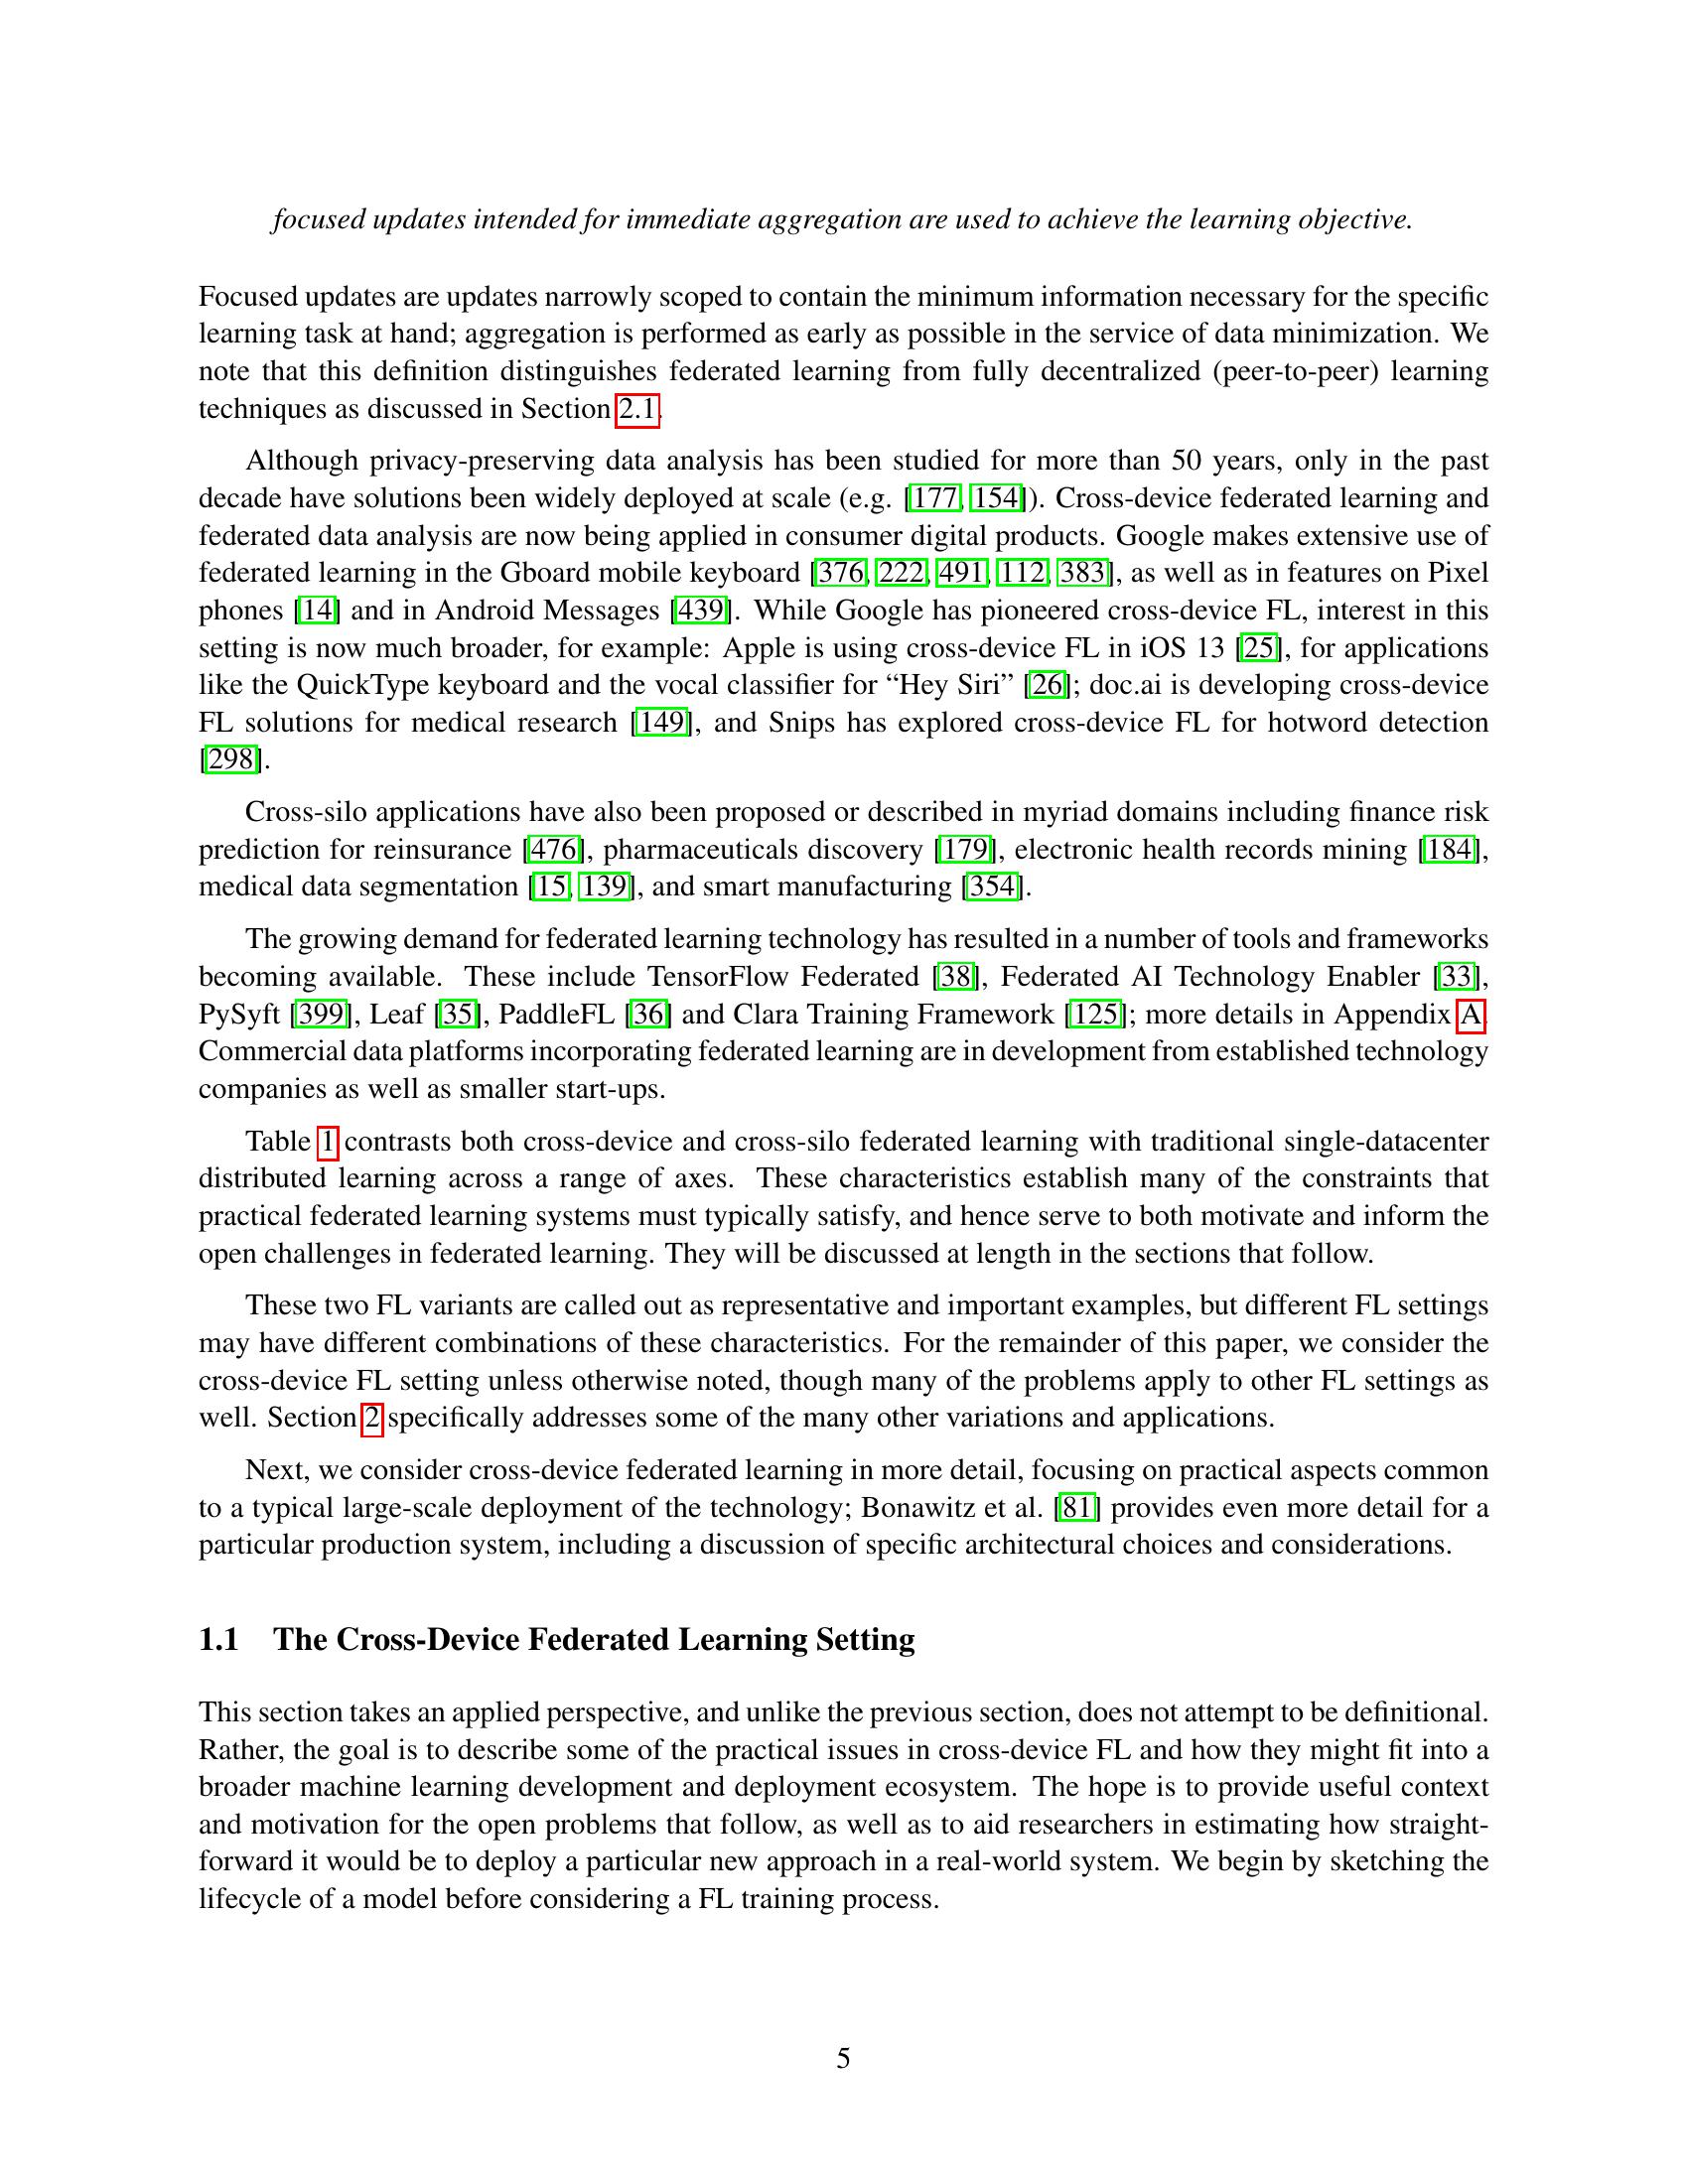 focused updates intended for immediate aggregation are used to achieve the learning objective.
Focused updates are updates narrowly scoped to contain the minimum information necessary for the specific
learning task at hand; aggregation is performed as early as possible in the service of data minimization. We
note that this definition distinguishes federated learning from fully decentralized (peer-to-peer) learning
techniques as discussed in Section 2.1.
Although privacy-preserving data analysis has been studied for more than 50 years, only in the past
decade have solutions been widely deployed at scale (e.g. [177, 154]). Cross-device federated learning and
federated data analysis are now being applied in consumer digital products. Google makes extensive use of
federated learning in the Gboard mobile keyboard [376, 222, 491, 112, 383], as well as in features on Pixel
phones [14] and in Android Messages [439]. While Google has pioneered cross-device FL, interest in this
setting is now much broader, for example: Apple is using cross-device FL in iOS 13 [25], for applications
like the QuickType keyboard and the vocal classifier for “Hey Siri” [26]; doc.ai is developing cross-device
FL solutions for medical research [149], and Snips has explored cross-device FL for hotword detection
[298].
Cross-silo applications have also been proposed or described in myriad domains including finance risk
prediction for reinsurance [476], pharmaceuticals discovery [179], electronic health records mining [184],
medical data segmentation [15, 139], and smart manufacturing [354].
The growing demand for federated learning technology has resulted in a number of tools and frameworks
becoming available. These include TensorFlow Federated [38], Federated AI Technology Enabler [33],
PySyft [399], Leaf [35], PaddleFL [36] and Clara Training Framework [125]; more details in Appendix A.
Commercial data platforms incorporating federated learning are in development from established technology
companies as well as smaller start-ups.
Table 1 contrasts both cross-device and cross-silo federated learning with traditional single-datacenter
distributed learning across a range of axes. These characteristics establish many of the constraints that
practical federated learning systems must typically satisfy, and hence serve to both motivate and inform the
open challenges in federated learning. They will be discussed at length in the sections that follow.
These two FL variants are called out as representative and important examples, but different FL settings
may have different combinations of these characteristics. For the remainder of this paper, we consider the
cross-device FL setting unless otherwise noted, though many of the problems apply to other FL settings as
well. Section 2 specifically addresses some of the many other variations and applications.
Next, we consider cross-device federated learning in more detail, focusing on practical aspects common
to a typical large-scale deployment of the technology; Bonawitz et al. [81] provides even more detail for a
particular production system, including a discussion of specific architectural choices and considerations.
1.1 The Cross-Device Federated Learning Setting
This section takes an applied perspective, and unlike the previous section, does not attempt to be definitional.
Rather, the goal is to describe some of the practical issues in cross-device FL and how they might fit into a
broader machine learning development and deployment ecosystem. The hope is to provide useful context
and motivation for the open problems that follow, as well as to aid researchers in estimating how straight-
forward it would be to deploy a particular new approach in a real-world system. We begin by sketching the
lifecycle of a model before considering a FL training process.
5